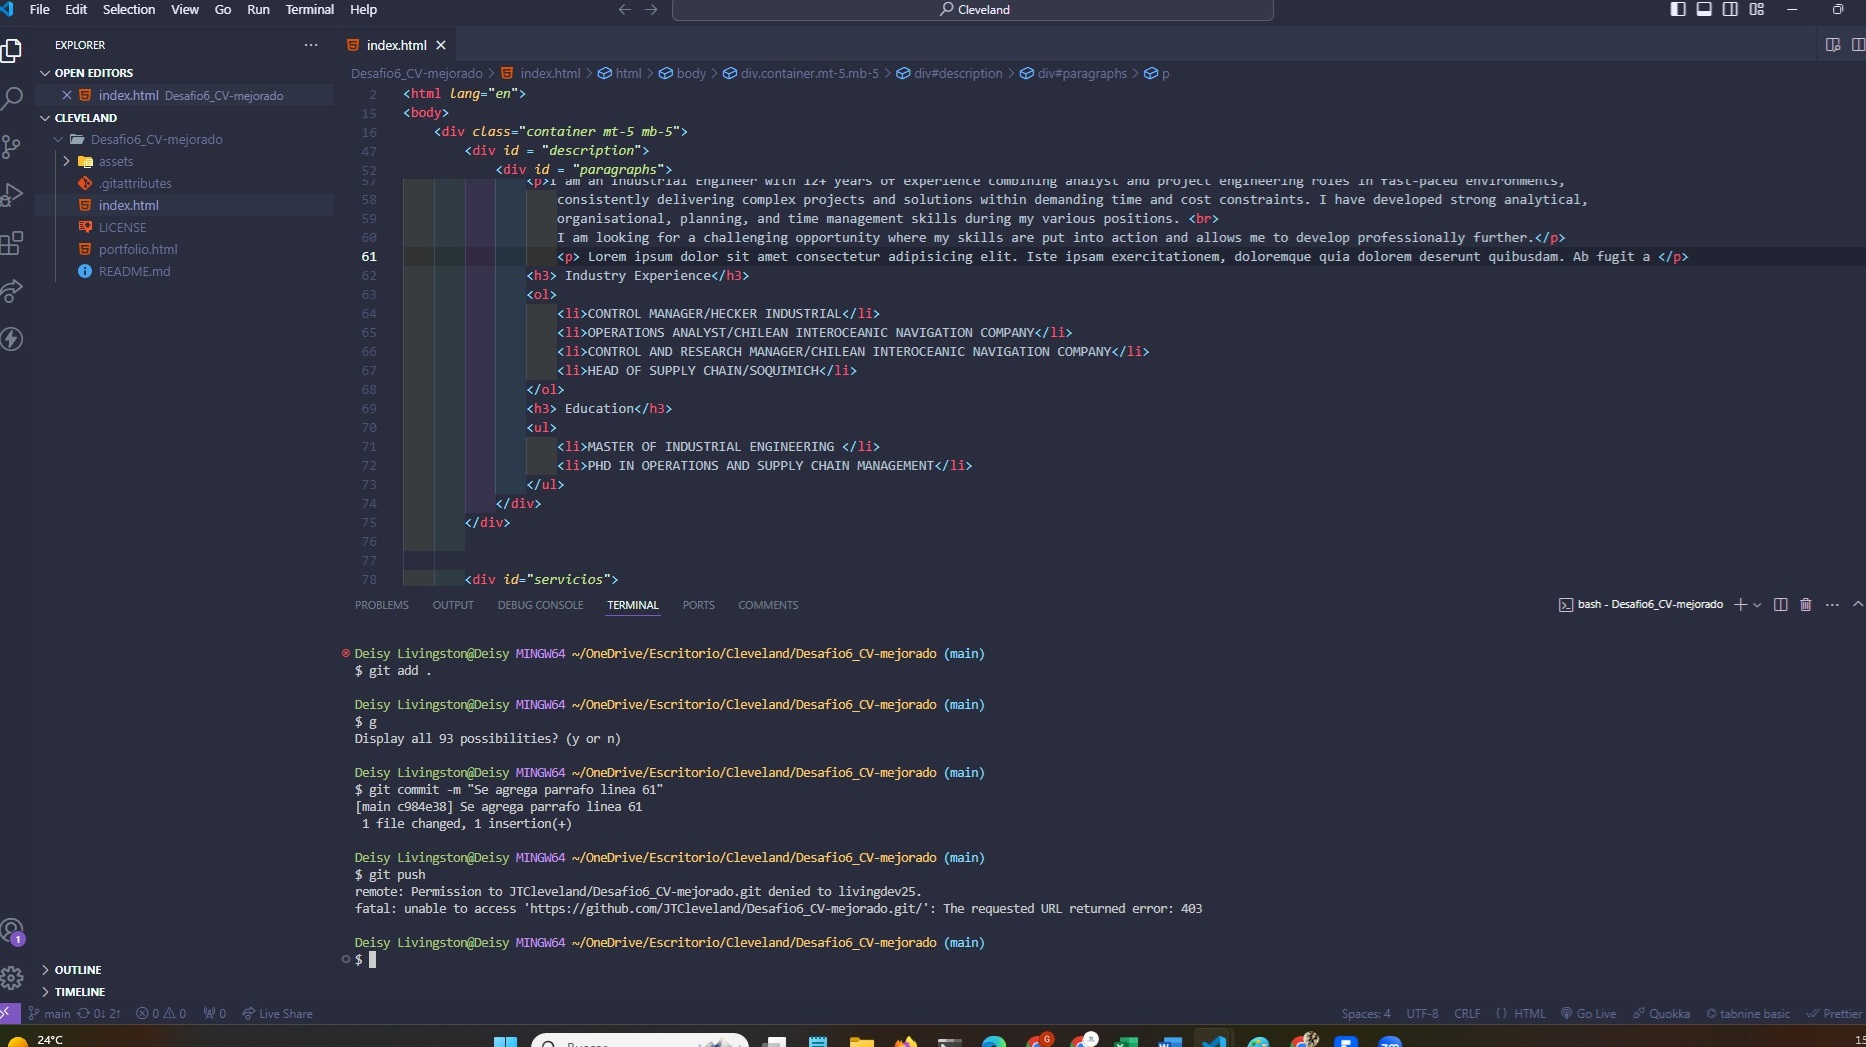 File Edit Selection View Go Run Terminal Help
Cleveland
EXPLORER
OPEN EDITORS
index.html Desafio6_CV-mejorado
CLEVELAND
Desafio6_CV-mejorado
assets
.gitattributes
index.html
LICENSE
portfolio.html
README.md
index.html
Desafio6_CV-mejorado > index.html > html > body > div.container.mt-5.mb-5 > div#description > div#paragraphs > p
2 <html lang="en">
15 <body>
16 <div class="container mt-5 mb-5">
47 <div id = "description">
52 <div id = "paragraphs">
57 <p>I am an Industrial Engineer with 12+ years of experience combining analyst and project engineering roles in fast-paced environments,
58 consistently delivering complex projects and solutions within demanding time and cost constraints. I have developed strong analytical,
59 organisational, planning, and time management skills during my various positions. <br>
60 I am looking for a challenging opportunity where my skills are put into action and allows me to develop professionally further.</p>
61 <p> Lorem ipsum dolor sit amet consectetur adipisicing elit. Iste ipsam exercitationem, doloremque quia dolorem deserunt quibusdam. Ab fugit a </p>
62 <h3> Industry Experience</h3>
63 <ol>
64 <li>CONTROL MANAGER/HECKER INDUSTRIAL</li>
65 <li>OPERATIONS ANALYST/CHILEAN INTEROCEANIC NAVIGATION COMPANY</li>
66 <li>CONTROL AND RESEARCH MANAGER/CHILEAN INTEROCEANIC NAVIGATION COMPANY</li>
67 <li>HEAD OF SUPPLY CHAIN/SOQUIMICH</li>
68 </ol>
69 <h3> Education</h3>
70 <ul>
71 <li>MASTER OF INDUSTRIAL ENGINEERING </li>
72 <li>PHD IN OPERATIONS AND SUPPLY CHAIN MANAGEMENT</li>
73 </ul>
74 </div>
75 </div>
76
77
78 <div id="servicios">
PROBLEMS OUTPUT DEBUG CONSOLE TERMINAL PORTS COMMENTS
bash - Desafio6_CV-mejorado
Deisy Livingston@Deisy MINGW64 ~/OneDrive/Escritorio/Cleveland/Desafio6_CV-mejorado (main)
$ git add .
Deisy Livingston@Deisy MINGW64 ~/OneDrive/Escritorio/Cleveland/Desafio6_CV-mejorado (main)
$ g
Display all 93 possibilities? (y or n)
Deisy Livingston@Deisy MINGW64 ~/OneDrive/Escritorio/Cleveland/Desafio6_CV-mejorado (main)
$ git commit -m "Se agrega parrafo linea 61"
[main c984e38] Se agrega parrafo linea 61
1 file changed, 1 insertion(+)
Deisy Livingston@Deisy MINGW64 ~/OneDrive/Escritorio/Cleveland/Desafio6_CV-mejorado (main)
$ git push
remote: Permission to JTCleveland/Desafio6_CV-mejorado.git denied to livingdev25.
fatal: unable to access 'https://github.com/JTCleveland/Desafio6_CV-mejorado.git/': The requested URL returned error: 403
Deisy Livingston@Deisy MINGW64 ~/OneDrive/Escritorio/Cleveland/Desafio6_CV-mejorado (main)
$
1
OUTLINE
TIMELINE
main 0↓ 2↑ 0 0 0 Live Share
Spaces: 4 UTF-8 CRLF {} HTML Go Live Quokka tabnine basic Prettier
24°C
Buscar